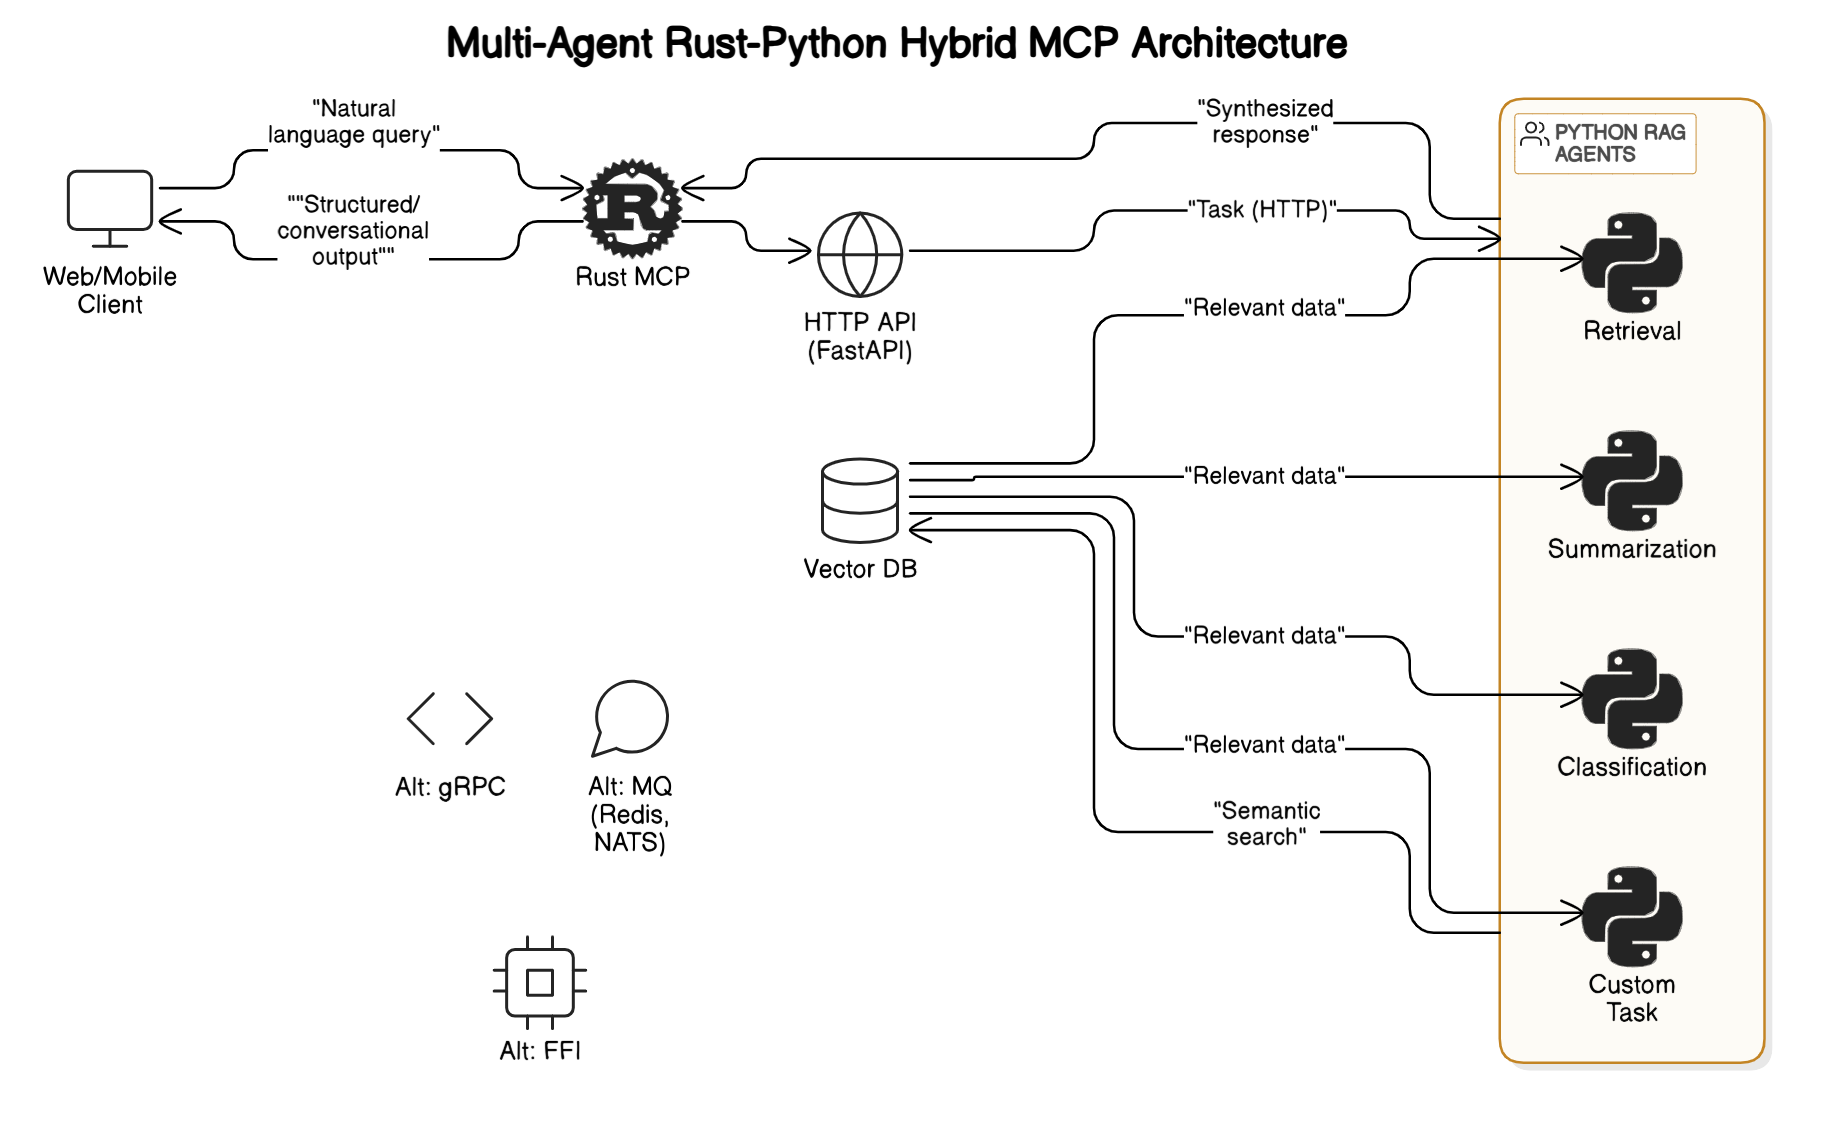 Multi-Agent Rust-Python Hybrid MCP Architecture
"Natural
language query"
""Structured/
conversational
output""
Web/Mobile
Client
R
Rust MCP
HTTP API
(FastAPI)
"Synthesized
response"
"Task (HTTP)"
"Relevant data"
PYTHON RAG
AGENTS
Retrieval
Vector DB
"Relevant data"
Summarization
"Relevant data"
Classification
"Relevant data"
"Semantic
search"
Custom
Task
Alt: gRPC
Alt: MQ
(Redis,
NATS)
Alt: FFI